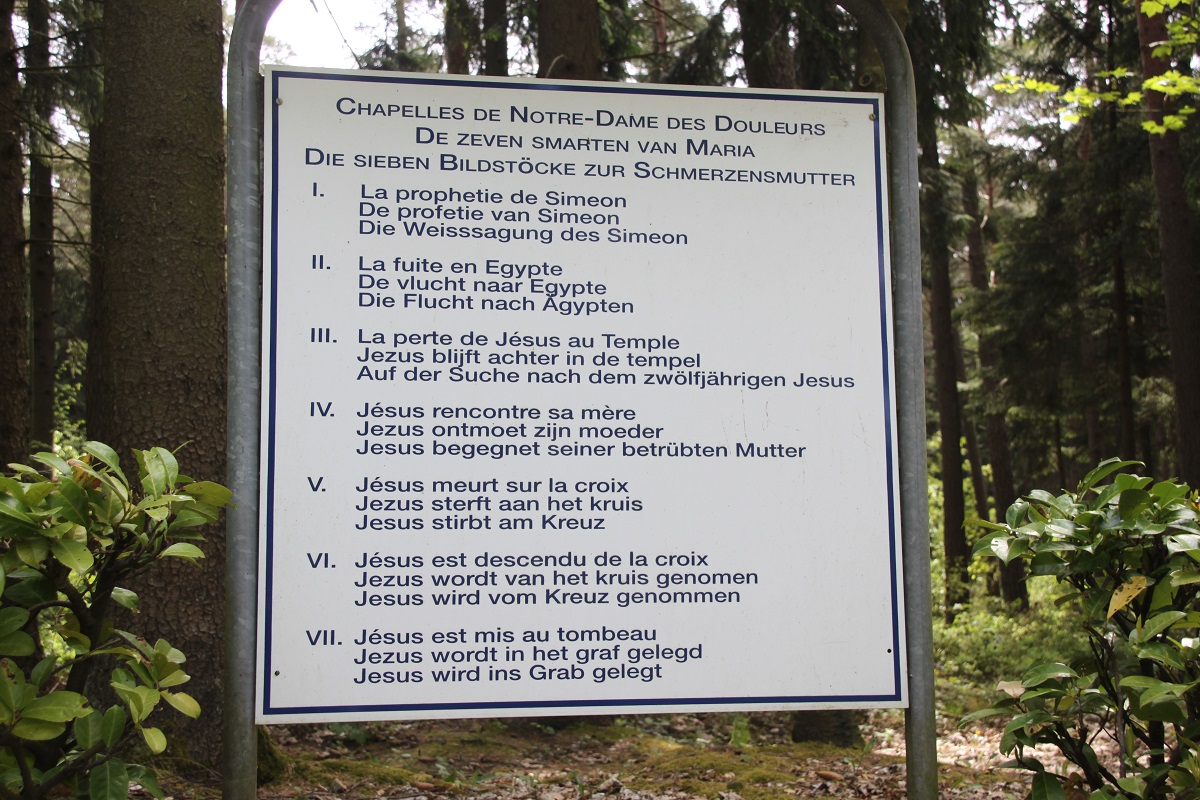 CHAPELLES DE NOTRE-DAME DES DOULEURS
DE ZEVEN SMARTEN VAN MARIA
DIE SIEBEN BILDSTÖCKE ZUR SCHMERZENSMUTTER
I. La prophetie de Simeon
De profetie van Simeon
Die Weisssagung des Simeon
II. La fuite en Egypte
De vlucht naar Egypte
Die Flucht nach Ägypten
III. La perte de Jésus au Temple
Jezus blijft achter in de tempel
Auf der Suche nach dem zwölfjährigen Jesus
IV. Jésus rencontre sa mère
Jezus ontmoet zijn moeder
Jesus begegnet seiner betrübten Mutter
V. Jésus meurt sur la croix
Jezus sterft aan het kruis
Jesus stirbt am Kreuz
VI. Jésus est descendu de la croix
Jezus wordt van het kruis genomen
Jesus wird vom Kreuz genommen
VII. Jésus est mis au tombeau
Jezus wordt in het graf gelegd
Jesus wird ins Grab gelegt